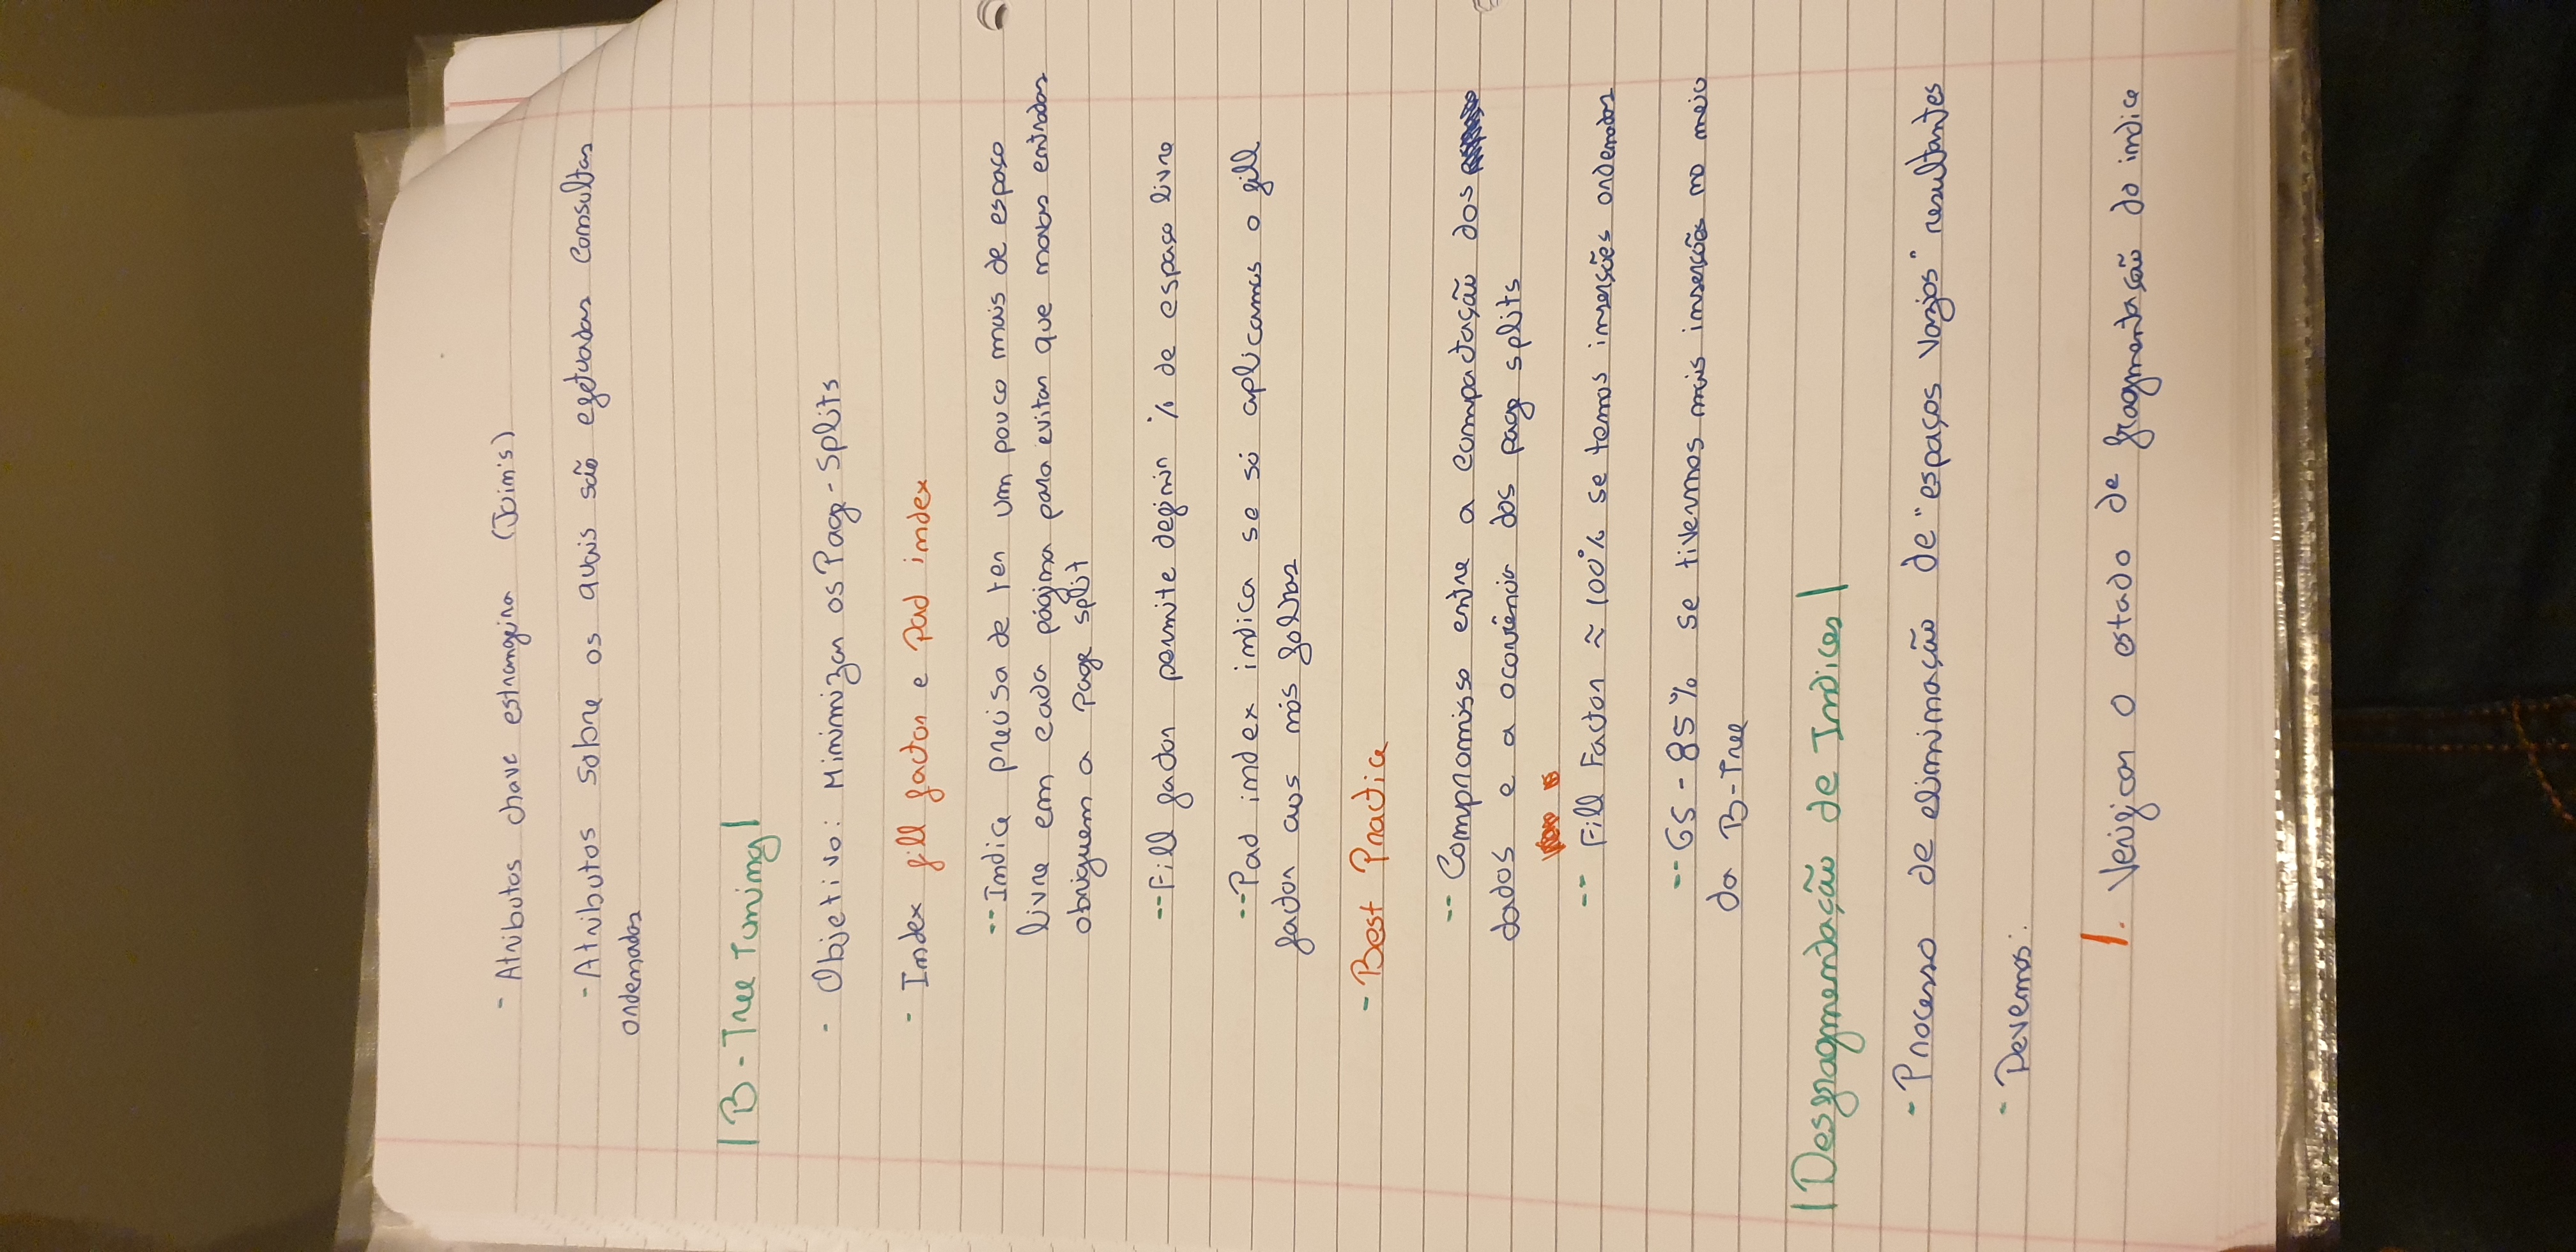 - Atributos chave estrangeira (Join's)
- Atributos sobre os quais são efetuadas consultas
ordenadas
| B - Tree Tuning |
- Objetivo: Minimizar os Page - Splits
- Index fill factor e Pad index
-- Indice precisa de ter um pouco mais de espaço
livre em cada página para evitar que novas entradas
obriguem a page split
-- Fill factor permite definir % de espaço livre
-- Pad index indica se só aplicamos o fill
factor aos nós folhas
- Best Practice
-- Compromisso entre a compactação dos
dados e a ocorrência dos page splits
-- Fill Factor ≈ 100% se temos inserções ordenadas
-- 65 - 85% se tivermos mais inserções no meio
da B-Tree
| Desfragmentação de Indices |
- Processo de eliminação de "espaços vazios" resultantes
- Devemos:
1. Verificar o estado de fragmentação do indice